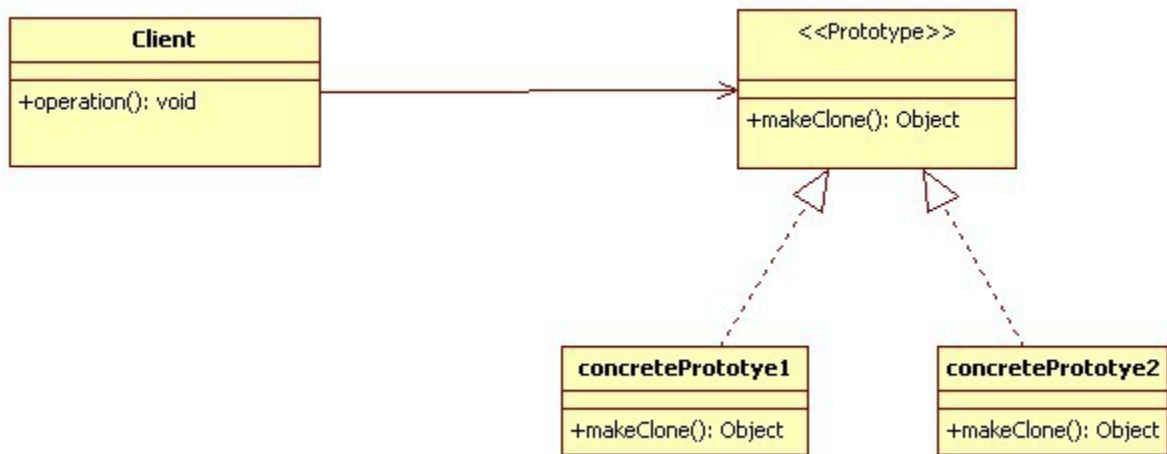 Client
+operation(): void
<<Prototype>>
+makeClone(): Object
concretePrototye1
+makeClone(): Object
concretePrototye2
+makeClone(): Object